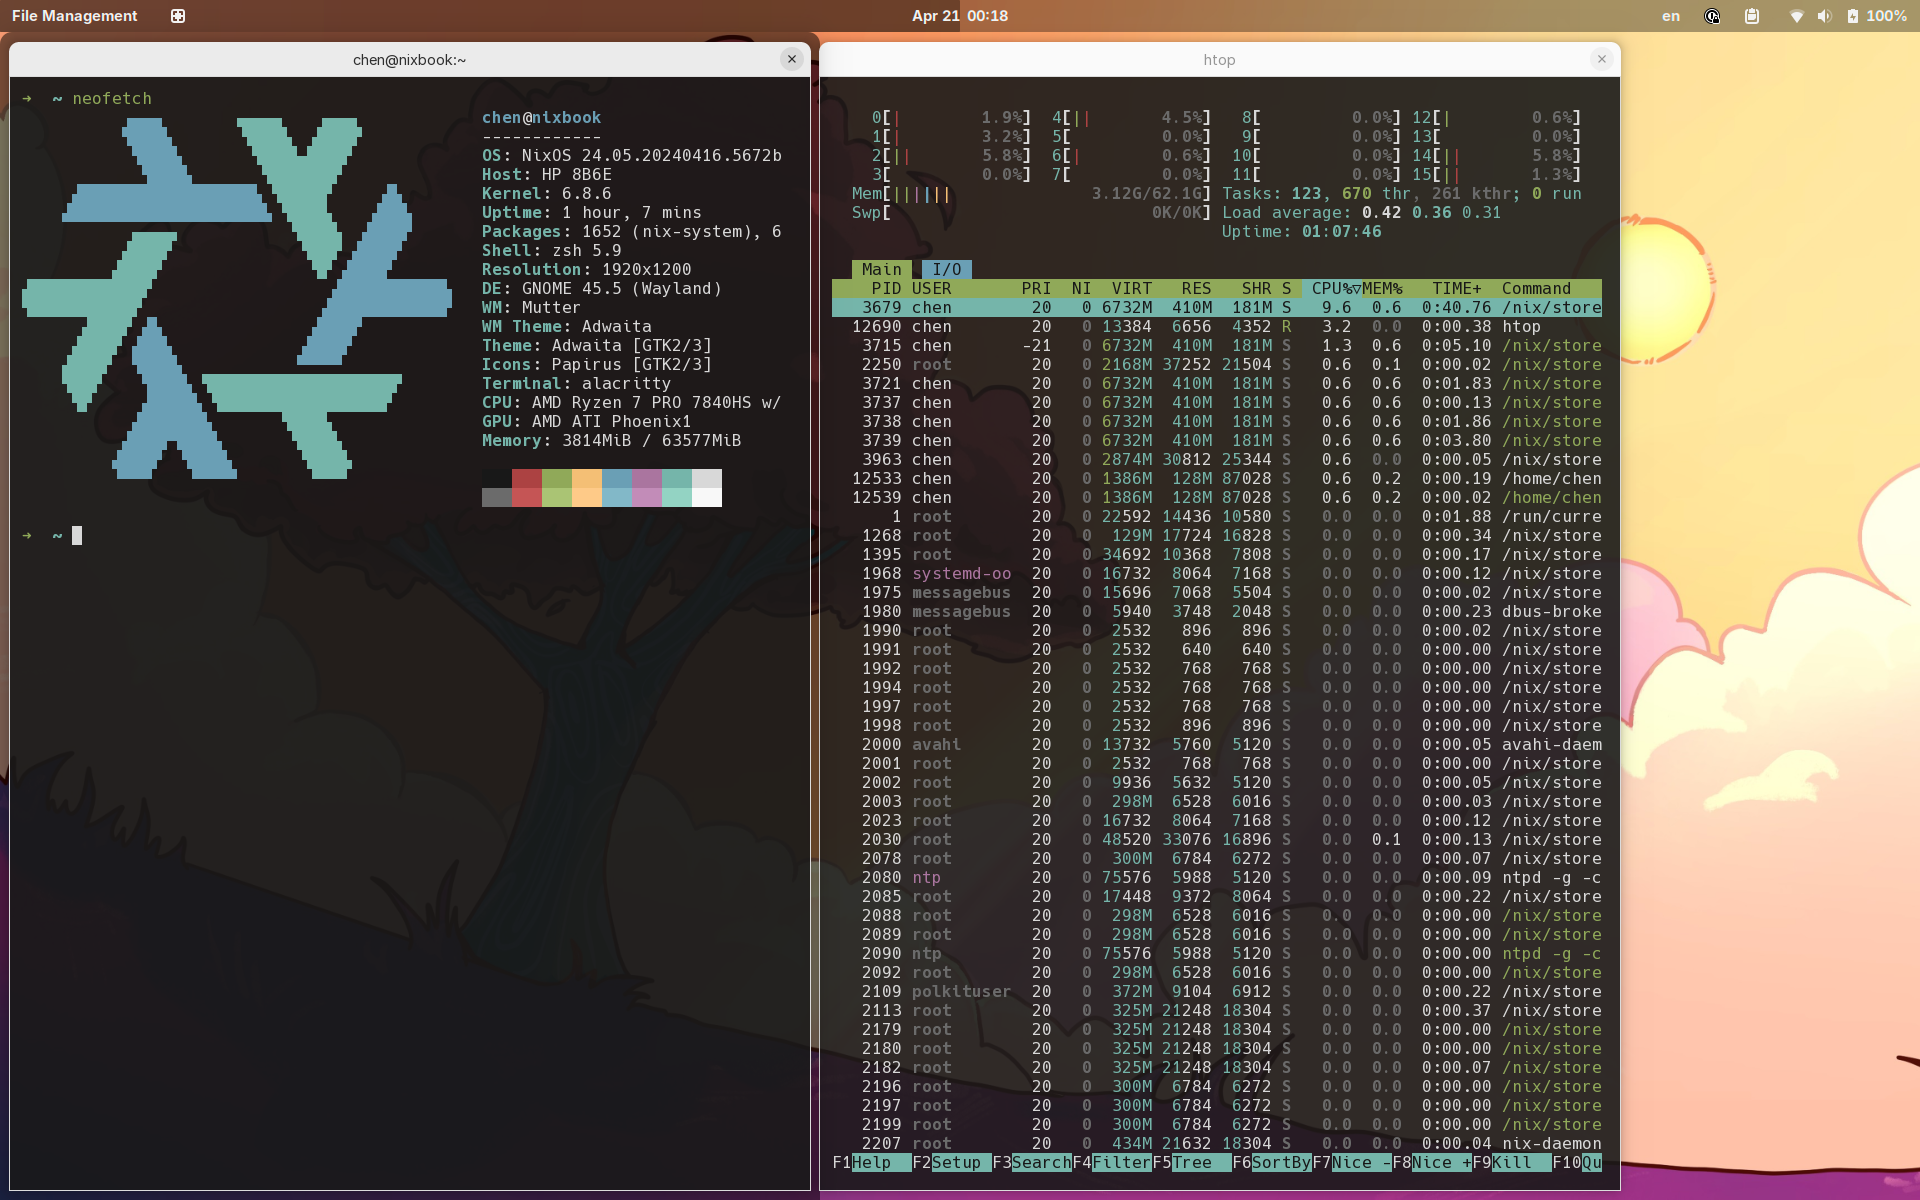 File Management
Apr 21 00:18
en
100%
chen@nixbook:~
➜ ~ neofetch
chen@nixbook
------------
OS: NixOS 24.05.20240416.5672b
Host: HP 8B6E
Kernel: 6.8.6
Uptime: 1 hour, 7 mins
Packages: 1652 (nix-system), 6
Shell: zsh 5.9
Resolution: 1920x1200
DE: GNOME 45.5 (Wayland)
WM: Mutter
WM Theme: Adwaita
Theme: Adwaita [GTK2/3]
Icons: Papirus [GTK2/3]
Terminal: alacritty
CPU: AMD Ryzen 7 PRO 7840HS w/
GPU: AMD ATI Phoenix1
Memory: 3814MiB / 63577MiB
➜ ~
htop
0[| 1.9%] 4[|| 4.5%] 8[ 0.0%] 12[| 0.6%]
1[| 3.2%] 5[ 0.0%] 9[ 0.0%] 13[ 0.0%]
2[|| 5.8%] 6[| 0.6%] 10[ 0.0%] 14[|| 5.8%]
3[ 0.0%] 7[ 0.0%] 11[ 0.0%] 15[|| 1.3%]
Mem[|||||| 3.12G/62.1G] Tasks: 123, 670 thr, 261 kthr; 0 run
Swp[ 0K/0K] Load average: 0.42 0.36 0.31
Uptime: 01:07:46
Main I/O
PID USER PRI NI VIRT RES SHR S CPU%▽MEM% TIME+ Command
3679 chen 20 0 6732M 410M 181M S 9.6 0.6 0:40.76 /nix/store
12690 chen 20 0 13384 6656 4352 R 3.2 0.0 0:00.38 htop
3715 chen -21 0 6732M 410M 181M S 1.3 0.6 0:05.10 /nix/store
2250 root 20 0 2168M 37252 21504 S 0.6 0.1 0:00.02 /nix/store
3721 chen 20 0 6732M 410M 181M S 0.6 0.6 0:01.83 /nix/store
3737 chen 20 0 6732M 410M 181M S 0.6 0.6 0:00.13 /nix/store
3738 chen 20 0 6732M 410M 181M S 0.6 0.6 0:01.86 /nix/store
3739 chen 20 0 6732M 410M 181M S 0.6 0.6 0:03.80 /nix/store
3963 chen 20 0 2874M 30812 25344 S 0.6 0.0 0:00.05 /nix/store
12533 chen 20 0 1386M 128M 87028 S 0.6 0.2 0:00.19 /home/chen
12539 chen 20 0 1386M 128M 87028 S 0.6 0.2 0:00.02 /home/chen
1 root 20 0 22592 14436 10580 S 0.0 0.0 0:01.88 /run/curre
1268 root 20 0 129M 17724 16828 S 0.0 0.0 0:00.34 /nix/store
1395 root 20 0 34692 10368 7808 S 0.0 0.0 0:00.17 /nix/store
1968 systemd-oo 20 0 16732 8064 7168 S 0.0 0.0 0:00.12 /nix/store
1975 messagebus 20 0 15696 7068 5504 S 0.0 0.0 0:00.02 /nix/store
1980 messagebus 20 0 5940 3748 2048 S 0.0 0.0 0:00.23 dbus-broke
1990 root 20 0 2532 896 896 S 0.0 0.0 0:00.02 /nix/store
1991 root 20 0 2532 640 640 S 0.0 0.0 0:00.00 /nix/store
1992 root 20 0 2532 768 768 S 0.0 0.0 0:00.00 /nix/store
1994 root 20 0 2532 768 768 S 0.0 0.0 0:00.00 /nix/store
1997 root 20 0 2532 768 768 S 0.0 0.0 0:00.00 /nix/store
1998 root 20 0 2532 896 896 S 0.0 0.0 0:00.00 /nix/store
2000 avahi 20 0 13732 5760 5120 S 0.0 0.0 0:00.05 avahi-daem
2001 root 20 0 2532 768 768 S 0.0 0.0 0:00.00 /nix/store
2002 root 20 0 9936 5632 5120 S 0.0 0.0 0:00.05 /nix/store
2003 root 20 0 298M 6528 6016 S 0.0 0.0 0:00.03 /nix/store
2023 root 20 0 16732 8064 7168 S 0.0 0.0 0:00.12 /nix/store
2030 root 20 0 48520 33076 16896 S 0.0 0.1 0:00.13 /nix/store
2078 root 20 0 300M 6784 6272 S 0.0 0.0 0:00.07 /nix/store
2080 ntp 20 0 75576 5988 5120 S 0.0 0.0 0:00.09 ntpd -g -c
2085 root 20 0 17448 9372 8064 S 0.0 0.0 0:00.22 /nix/store
2088 root 20 0 298M 6528 6016 S 0.0 0.0 0:00.00 /nix/store
2089 root 20 0 298M 6528 6016 S 0.0 0.0 0:00.00 /nix/store
2090 ntp 20 0 75576 5988 5120 S 0.0 0.0 0:00.00 ntpd -g -c
2092 root 20 0 298M 6528 6016 S 0.0 0.0 0:00.00 /nix/store
2109 polkituser 20 0 372M 9104 6912 S 0.0 0.0 0:00.22 /nix/store
2113 root 20 0 325M 21248 18304 S 0.0 0.0 0:00.37 /nix/store
2179 root 20 0 325M 21248 18304 S 0.0 0.0 0:00.00 /nix/store
2180 root 20 0 325M 21248 18304 S 0.0 0.0 0:00.00 /nix/store
2182 root 20 0 325M 21248 18304 S 0.0 0.0 0:00.07 /nix/store
2196 root 20 0 300M 6784 6272 S 0.0 0.0 0:00.00 /nix/store
2197 root 20 0 300M 6784 6272 S 0.0 0.0 0:00.00 /nix/store
2199 root 20 0 300M 6784 6272 S 0.0 0.0 0:00.00 /nix/store
2207 root 20 0 434M 21632 18304 S 0.0 0.0 0:00.04 nix-daemon
F1Help F2Setup F3SearchF4FilterF5Tree F6SortByF7Nice -F8Nice +F9Kill F10Qu